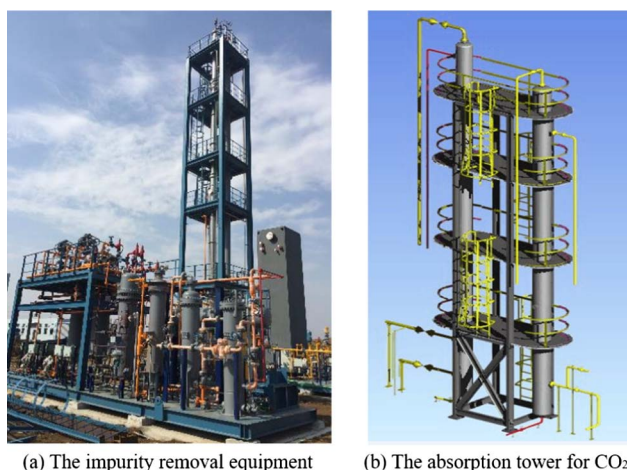 (a) The impurity removal equipment
(b) The absorption tower for CO₂